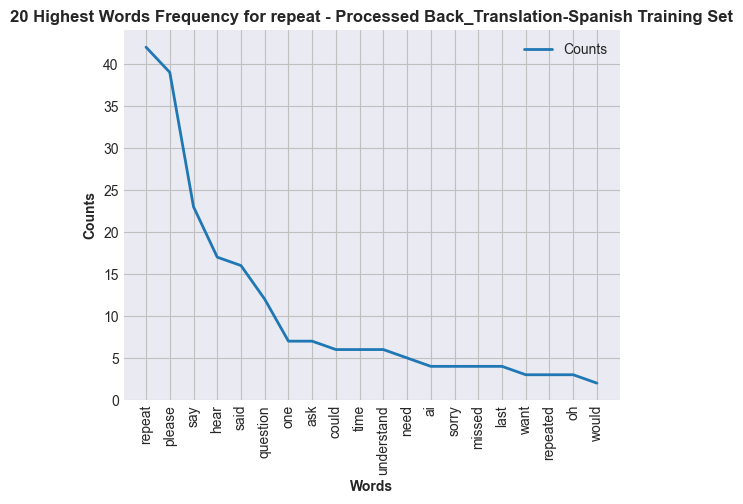 20 Highest Words Frequency for repeat - Processed Back_Translation-Spanish Training Set
Counts
Counts
40
35
30
25
20
15
10
5
0
repeat
please
say
hear
said
question
one
ask
could
time
understand
need
ai
sorry
missed
last
want
repeated
oh
would
Words